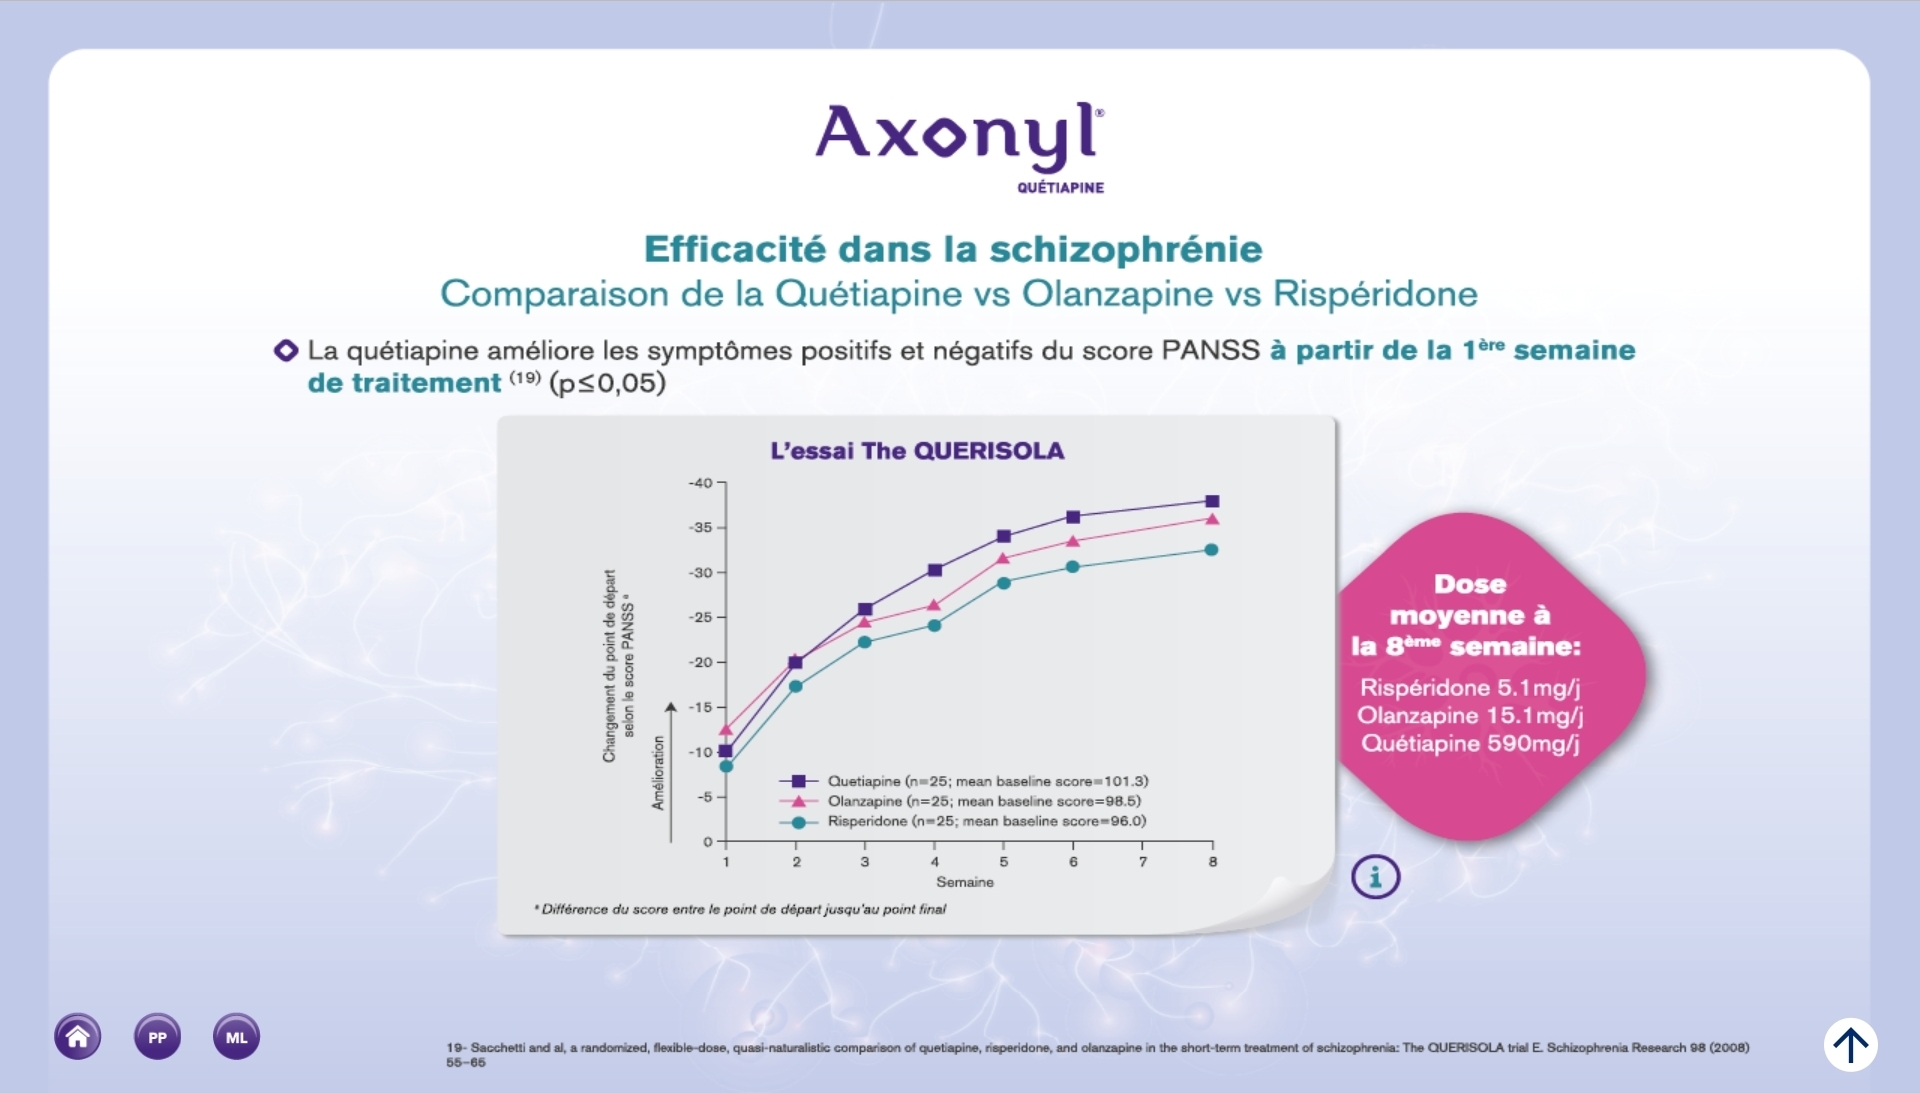 Axonyl®
QUÉTIAPINE
Efficacité dans la schizophrénie
Comparaison de la Quétiapine vs Olanzapine vs Rispéridone
La quétiapine améliore les symptômes positifs et négatifs du score PANSS à partir de la 1ère semaine
de traitement (19) (p≤0,05)
L'essai The QUERISOLA
-40
-35
-30
-25
-20
-15
-10
-5
0
Changement du point de départ
selon le score PANSS *
Amélioration
Quetiapine (n=25; mean baseline score=101.3)
Olanzapine (n=25; mean baseline score=98.5)
Risperidone (n=25; mean baseline score=96.0)
1 2 3 4 5 6 7 8
Semaine
* Différence du score entre le point de départ jusqu'au point final
Dose
moyenne à
la 8ème semaine:
Rispéridone 5.1mg/j
Olanzapine 15.1mg/j
Quétiapine 590mg/j
i
PP
ML
19- Sacchetti and al, a randomized, flexible-dose, quasi-naturalistic comparison of quetiapine, risperidone, and olanzapine in the short-term treatment of schizophrenia: The QUERISOLA trial E. Schizophrenia Research 98 (2008)
55–65